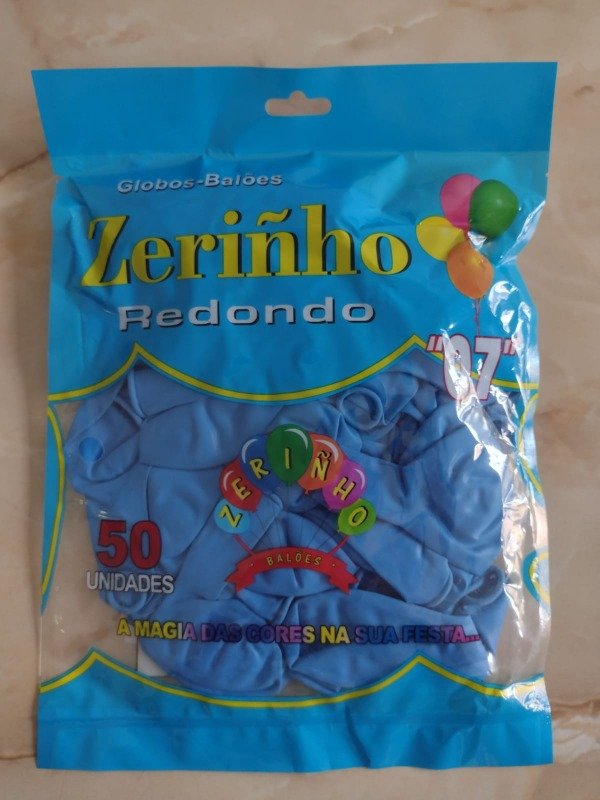 Globos-Balões
Zeriñho
Redondo
"07"
ZERIÑHO
BALÕES
50
UNIDADES
A MAGIA DAS CORES NA SUA FESTA...